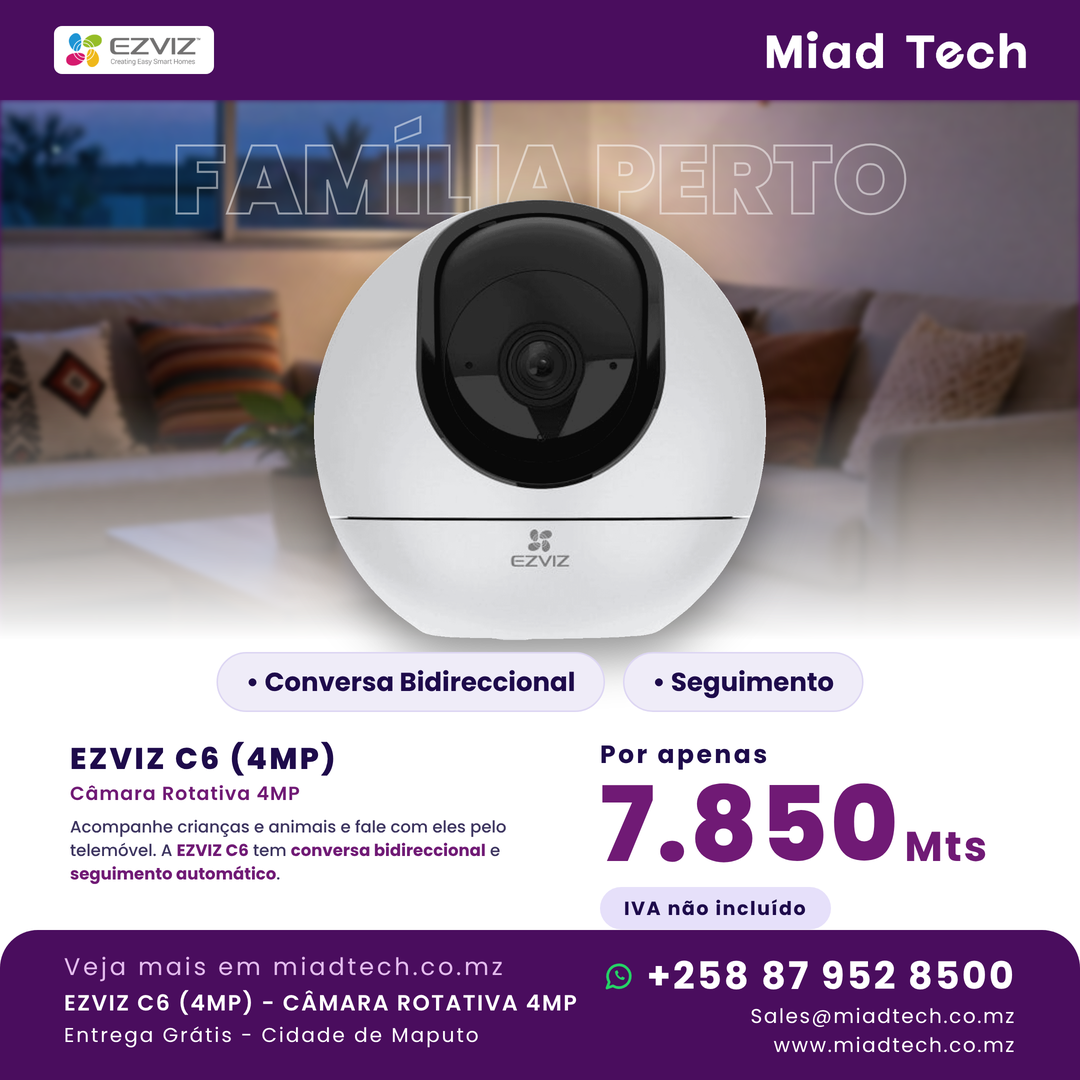 EZVIZ
Creating Easy Smart Homes
Miad Tech
FAMÍLIA PERTO
EZVIZ
• Conversa Bidireccional
• Seguimento
EZVIZ C6 (4MP)
Câmara Rotativa 4MP
Acompanhe crianças e animais e fale com eles pelo
telemóvel. A EZVIZ C6 tem conversa bidireccional e
seguimento automático.
Por apenas
7.850 Mts
IVA não incluído
Veja mais em miadtech.co.mz
EZVIZ C6 (4MP) - CÂMARA ROTATIVA 4MP
Entrega Grátis - Cidade de Maputo
+258 87 952 8500
Sales@miadtech.co.mz
www.miadtech.co.mz